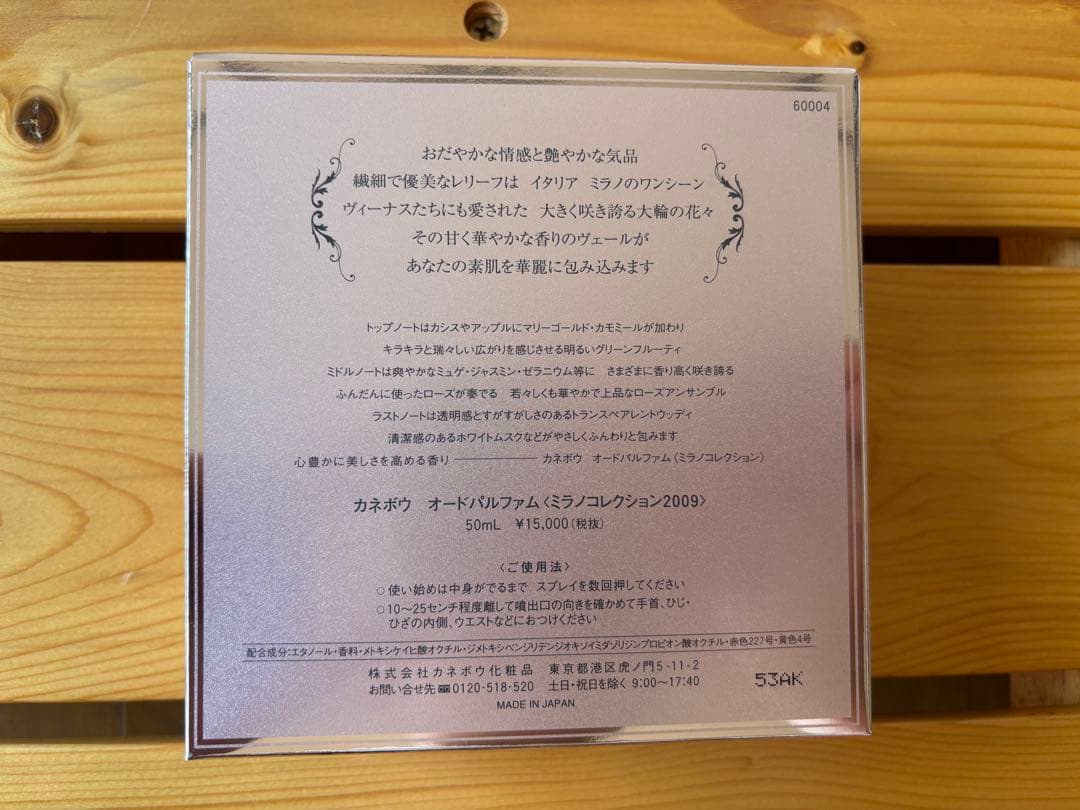 60004
おだやかな情感と艶やかな気品
繊細で優美なレリーフは　イタリア　ミラノのワンシーン
ヴィーナスたちにも愛された　大きく咲き誇る大輪の花々
その甘く華やかな香りのヴェールが
あなたの素肌を華麗に包み込みます
トップノートはカシスやアップルにマリーゴールド・カモミールが加わり
キラキラと瑞々しい広がりを感じさせる明るいグリーンフルーティ
ミドルノートは爽やかなミュゲ・ジャスミン・ゼラニウム等に　さまざまに香り高く咲き誇る
ふんだんに使ったローズが奏でる　若々しくも華やかで上品なローズアンサンブル
ラストノートは透明感とすがすがしさのあるトランスペアレントウッディ
清潔感のあるホワイトムスクなどがやさしくふんわりと包みます
心豊かに美しさを高める香り ――――― カネボウ　オードパルファム〈ミラノコレクション〉
カネボウ　オードパルファム〈ミラノコレクション2009〉
50mL　¥15,000(税抜)
〈ご使用法〉
○使い始めは中身がでるまで　スプレイを数回押してください
○10～25センチ程度離して噴出口の向きを確かめて手首、ひじ・
ひざの内側、ウエストなどにおつけください
配合成分：エタノール・香料・メトキシケイヒ酸オクチル・ジメトキシベンジリデンジオキソイミダゾリジンプロピオン酸オクチル・赤色227号・黄色4号
株式会社カネボウ化粧品　東京都港区虎ノ門5-11-2
お問い合せ先 0120-518-520　土日・祝日を除く 9:00～17:40
53AK
MADE IN JAPAN